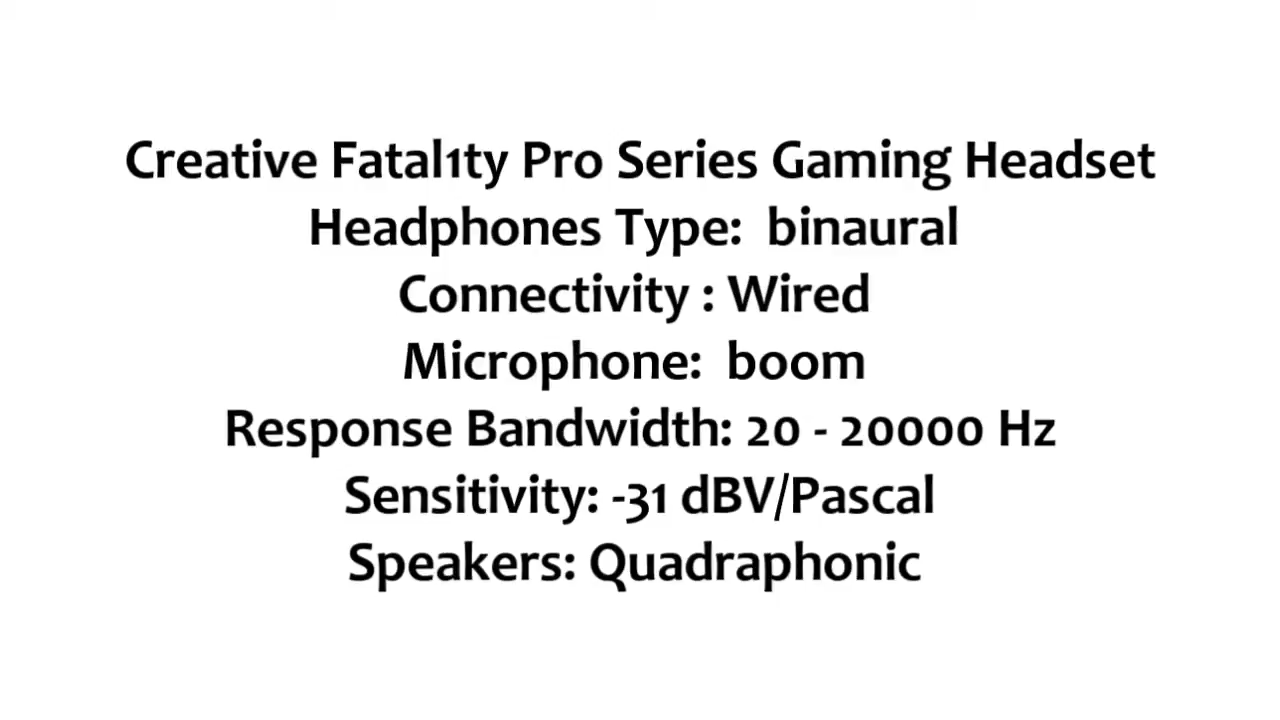 Creative Fatal1ty Pro Series Gaming Headset
Headphones Type:  binaural
Connectivity : Wired
Microphone:  boom
Response Bandwidth: 20 - 20000 Hz
Sensitivity: -31 dBV/Pascal
Speakers: Quadraphonic